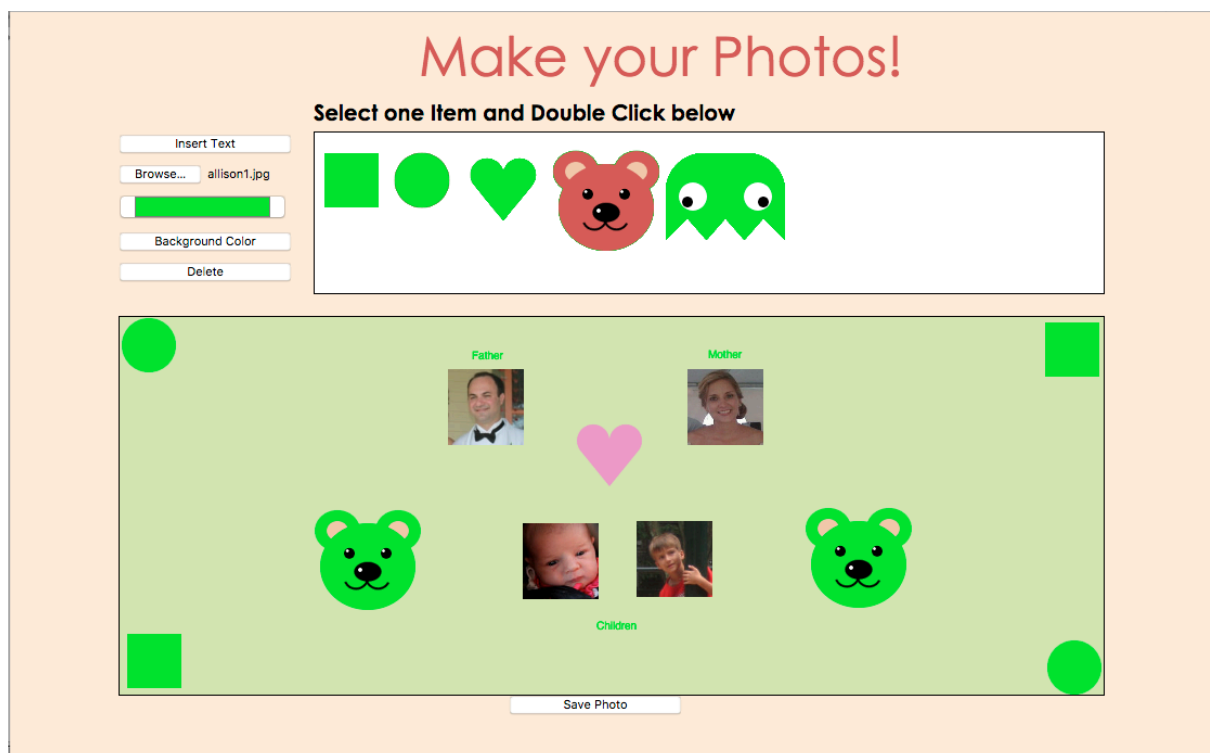 Make your Photos!
Select one Item and Double Click below
Insert Text
Browse... allison1.jpg
Background Color
Delete
Father
Mother
Children
Save Photo